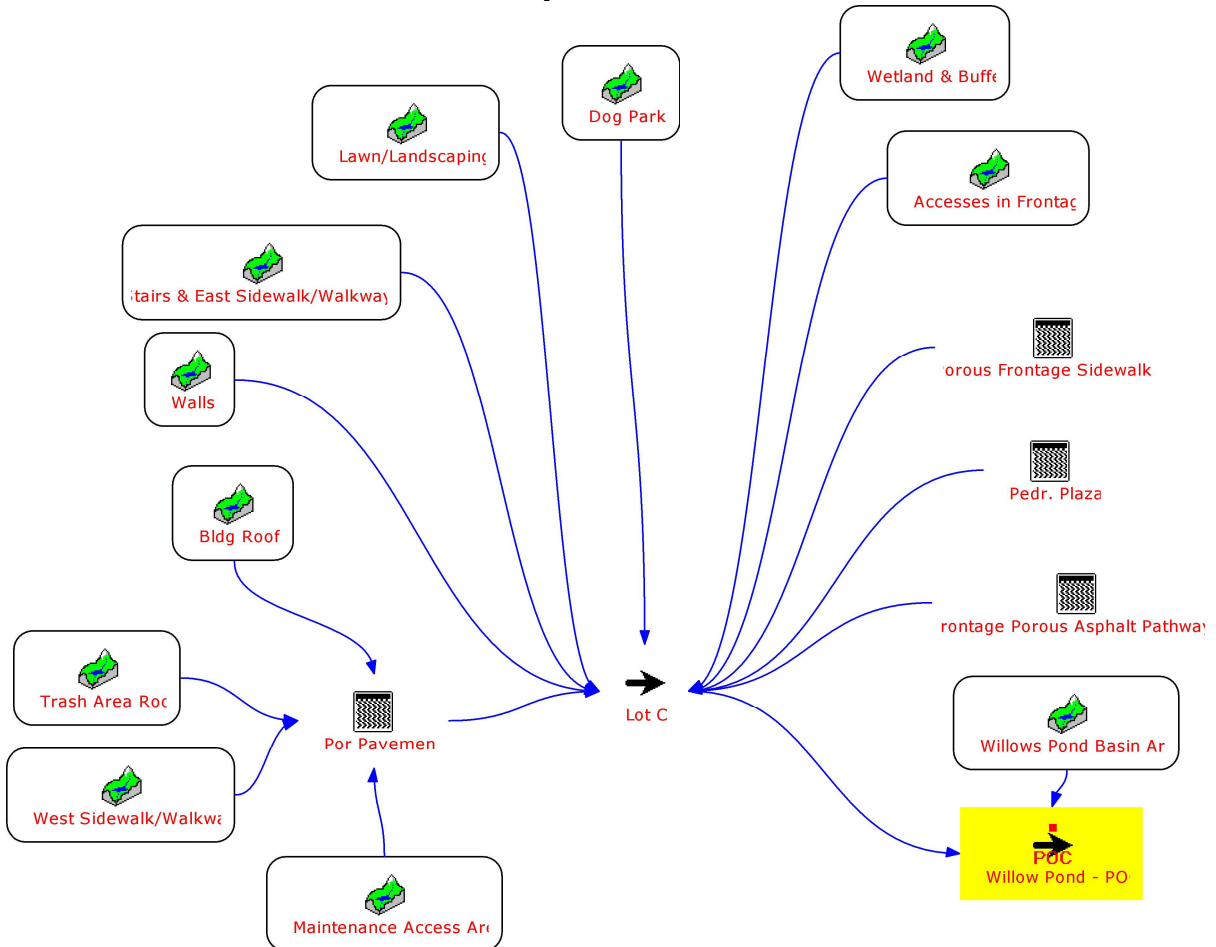 Wetland & Buffe
Dog Park
Lawn/Landscaping
Accesses in Frontag
tairs & East Sidewalk/Walkway
orous Frontage Sidewalk
Walls
Pedr. Plaza
Bldg Roof
rontage Porous Asphalt Pathway
Trash Area Roo
Lot C
Por Pavemen
Willows Pond Basin Ar
West Sidewalk/Walkwa
POC
Willow Pond - PO
Maintenance Access Are